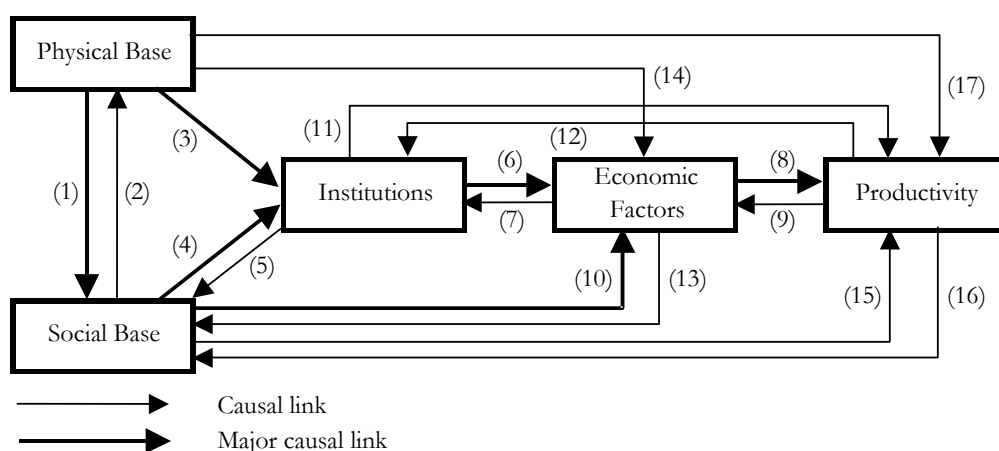 Physical Base
(14)
(17)
(3)
(11)
(12)
(6)
(8)
Institutions
Economic
Factors
Productivity
(1)
(2)
(7)
(9)
(4)
(5)
(10)
(13)
(15)
(16)
Social Base
Causal link
Major causal link